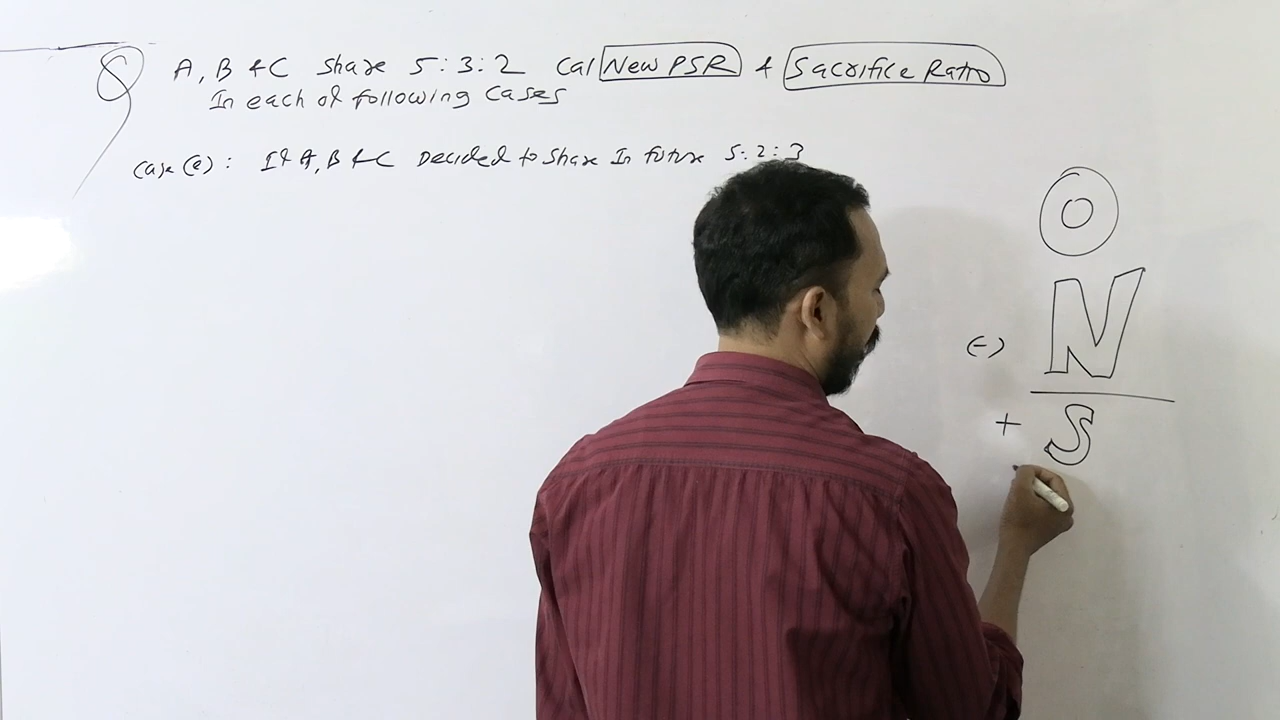 Q A, B & C Share 5:3:2 Cal New PSR & Sacrifice Ratio
In each of following Cases
Case (a): If A, B & C Decided to Share In future 5:2:3
O
(-) N
+ S